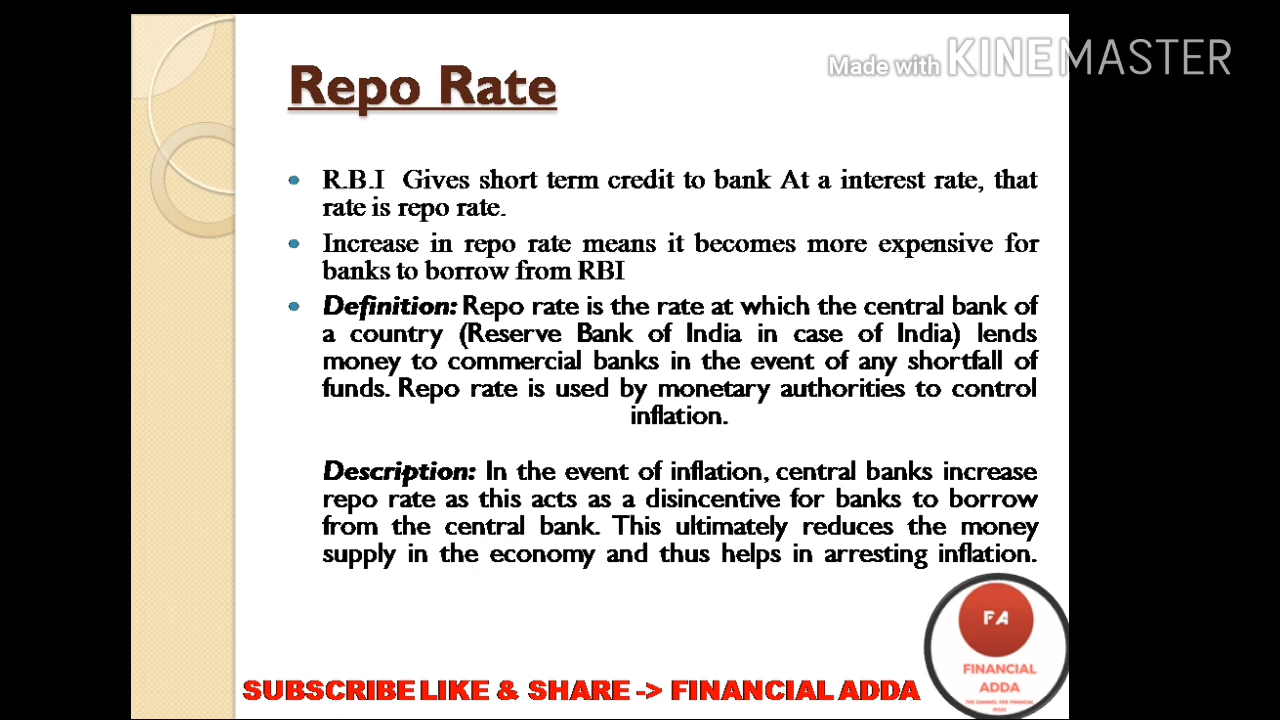 Made with KINEMASTER
Repo Rate
R.B.I Gives short term credit to bank At a interest rate, that
rate is repo rate.
Increase in repo rate means it becomes more expensive for
banks to borrow from RBI
Definition: Repo rate is the rate at which the central bank of
a country (Reserve Bank of India in case of India) lends
money to commercial banks in the event of any shortfall of
funds. Repo rate is used by monetary authorities to control
inflation.
Description: In the event of inflation, central banks increase
repo rate as this acts as a disincentive for banks to borrow
from the central bank. This ultimately reduces the money
supply in the economy and thus helps in arresting inflation.
FA
FINANCIAL
ADDA
THE CHANNEL FOR FINANCIAL
SUBSCRIBE LIKE & SHARE -> FINANCIAL ADDA